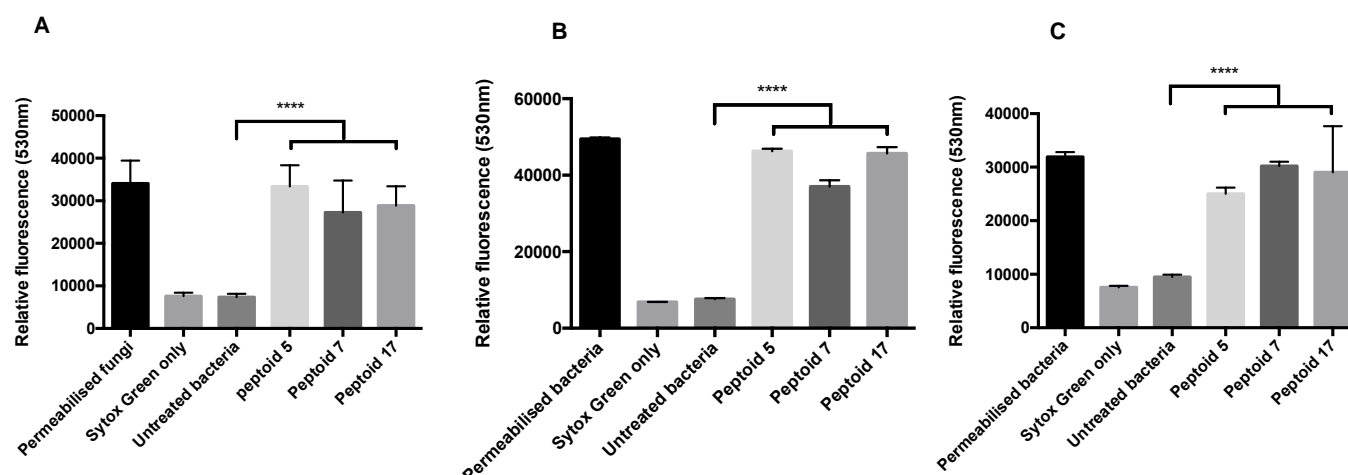 A
Relative fluorescence (530nm)
50000
40000
30000
20000
10000
0
****
Permeabilised fungi
Sytox Green only
Untreated bacteria
peptoid 5
Peptoid 7
Peptoid 17
B
Relative fluorescence (530nm)
60000
40000
20000
0
****
Permeabilised bacteria
Sytox Green only
Untreated bacteria
Peptoid 5
Peptoid 7
Peptoid 17
C
Relative fluorescence (530nm)
40000
30000
20000
10000
0
****
Permeabilised bacteria
Sytox Green only
Untreated bacteria
Peptoid 5
Peptoid 7
Peptoid 17